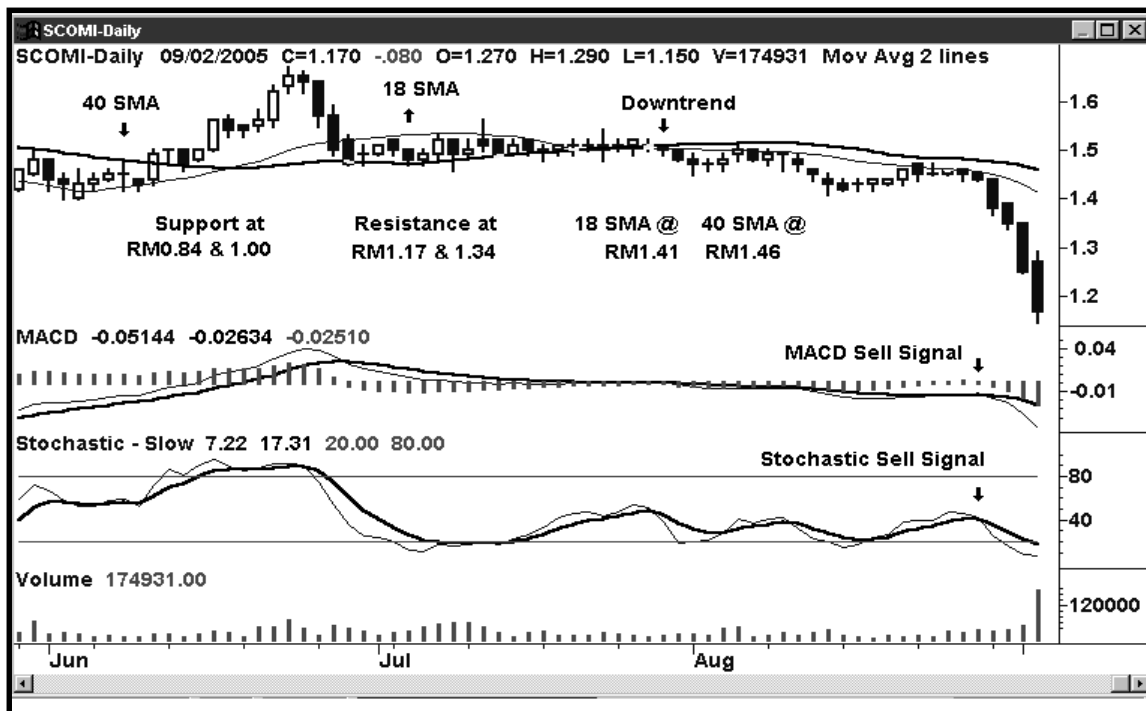 SCOMI-Daily
SCOMI-Daily 09/02/2005 C=1.170 -.080 O=1.270 H=1.290 L=1.150 V=174931 Mov Avg 2 lines
40 SMA
18 SMA
Downtrend
1.6
1.5
1.4
1.3
1.2
Support at
RM0.84 & 1.00
Resistance at
RM1.17 & 1.34
18 SMA @
RM1.41
40 SMA @
RM1.46
MACD -0.05144 -0.02634 -0.02510
MACD Sell Signal
0.04
-0.01
Stochastic - Slow 7.22 17.31 20.00 80.00
Stochastic Sell Signal
80
40
Volume 174931.00
120000
Jun Jul Aug